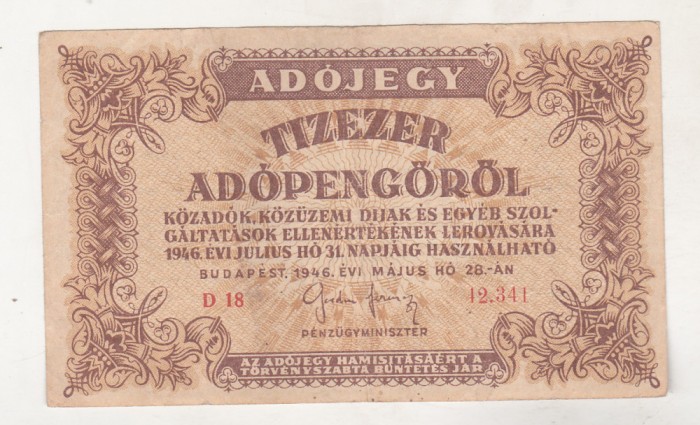 ADÓJEGY
TIZEZER
ADÓPENGŐRŐL
KÖZADÓK, KÖZÜZEMI DIJAK ÉS EGYÉB SZOL-
GÁLTATÁSOK ELLENÉRTÉKÉNEK LEROVÁSÁRA
1946. ÉVI JULIUS HÓ 31. NAPJÁIG HASZNÁLHATÓ
BUDAPEST, 1946. ÉVI MÁJUS HÓ 28.-ÁN
D 18 12.341
PÉNZÜGYMINISZTER
AZ ADÓJEGY HAMISITÁSÁÉRT A
TÖRVÉNYSZABTA BÜNTETÉS JÁR